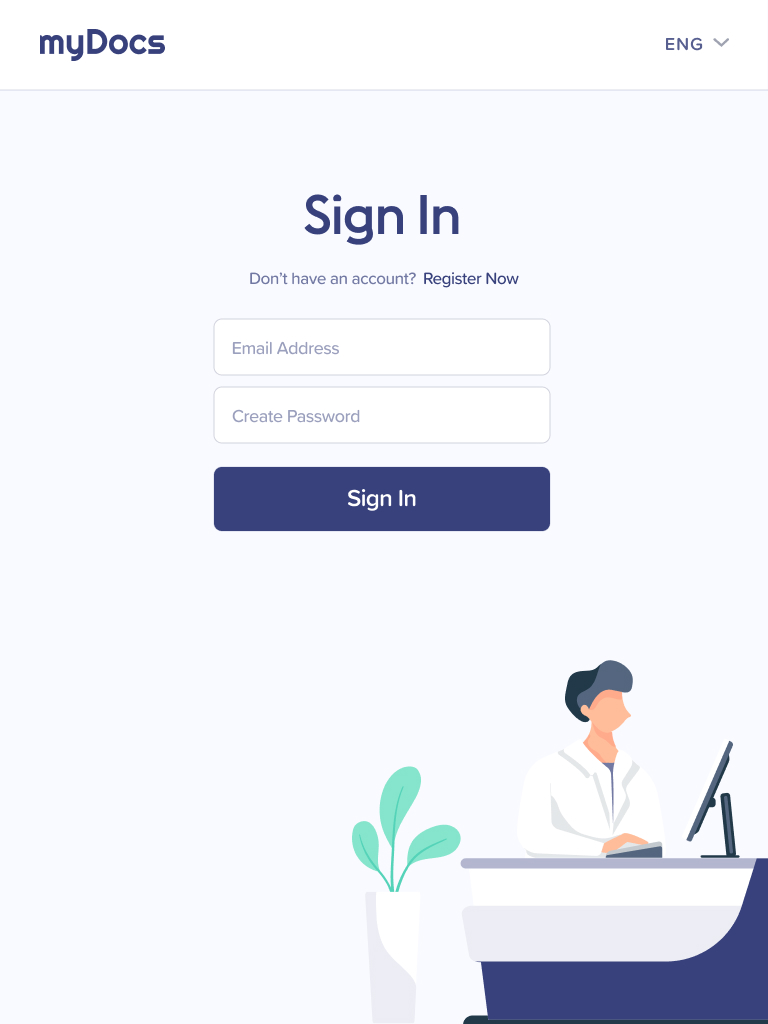 myDocs
ENG
Sign In
Don't have an account? Register Now
Email Address
Create Password
Sign In